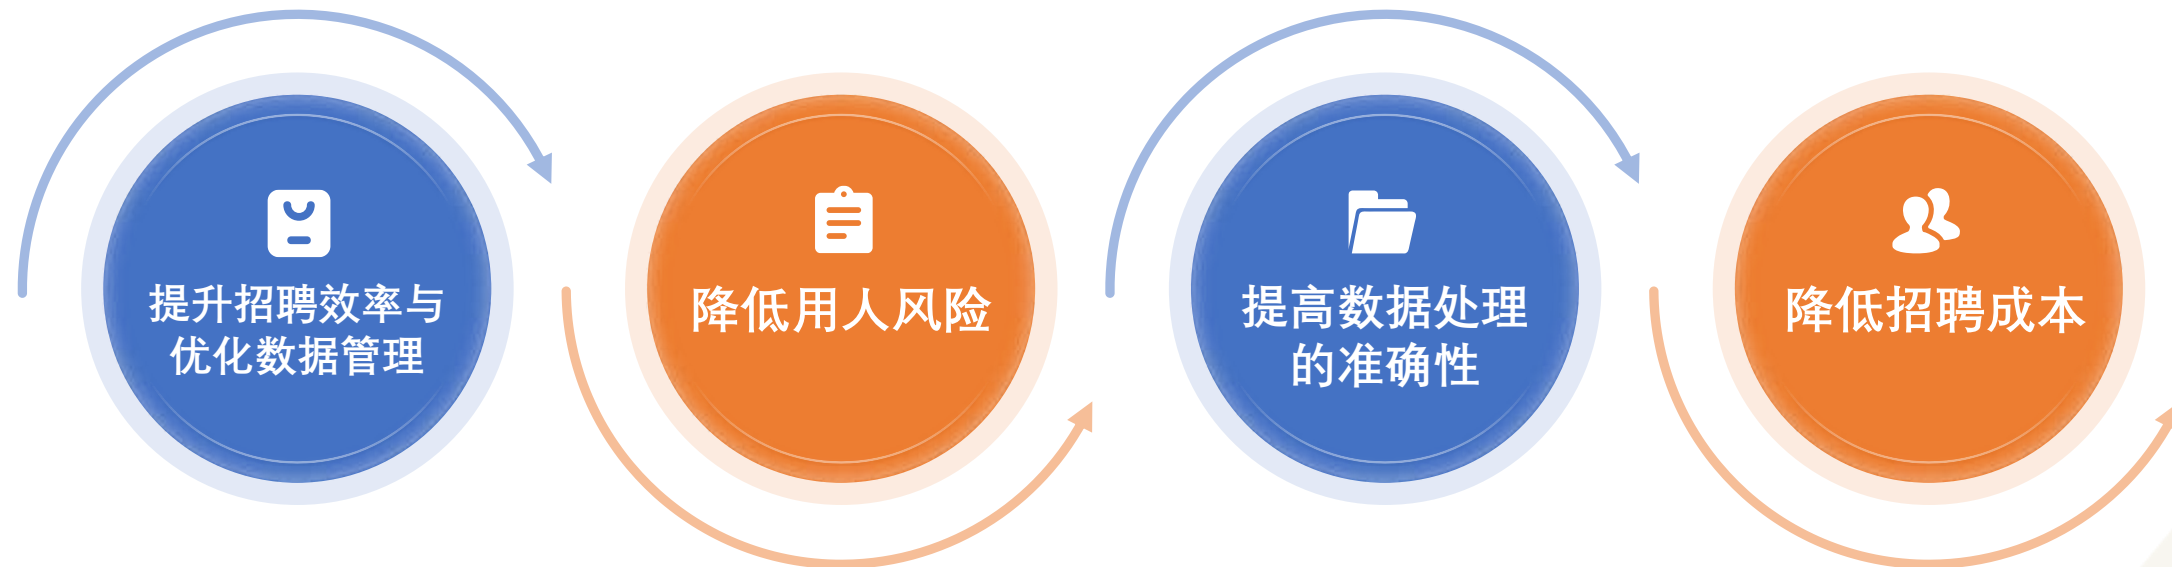 提升招聘效率与
优化数据管理
降低用人风险
提高数据处理
的准确性
降低招聘成本